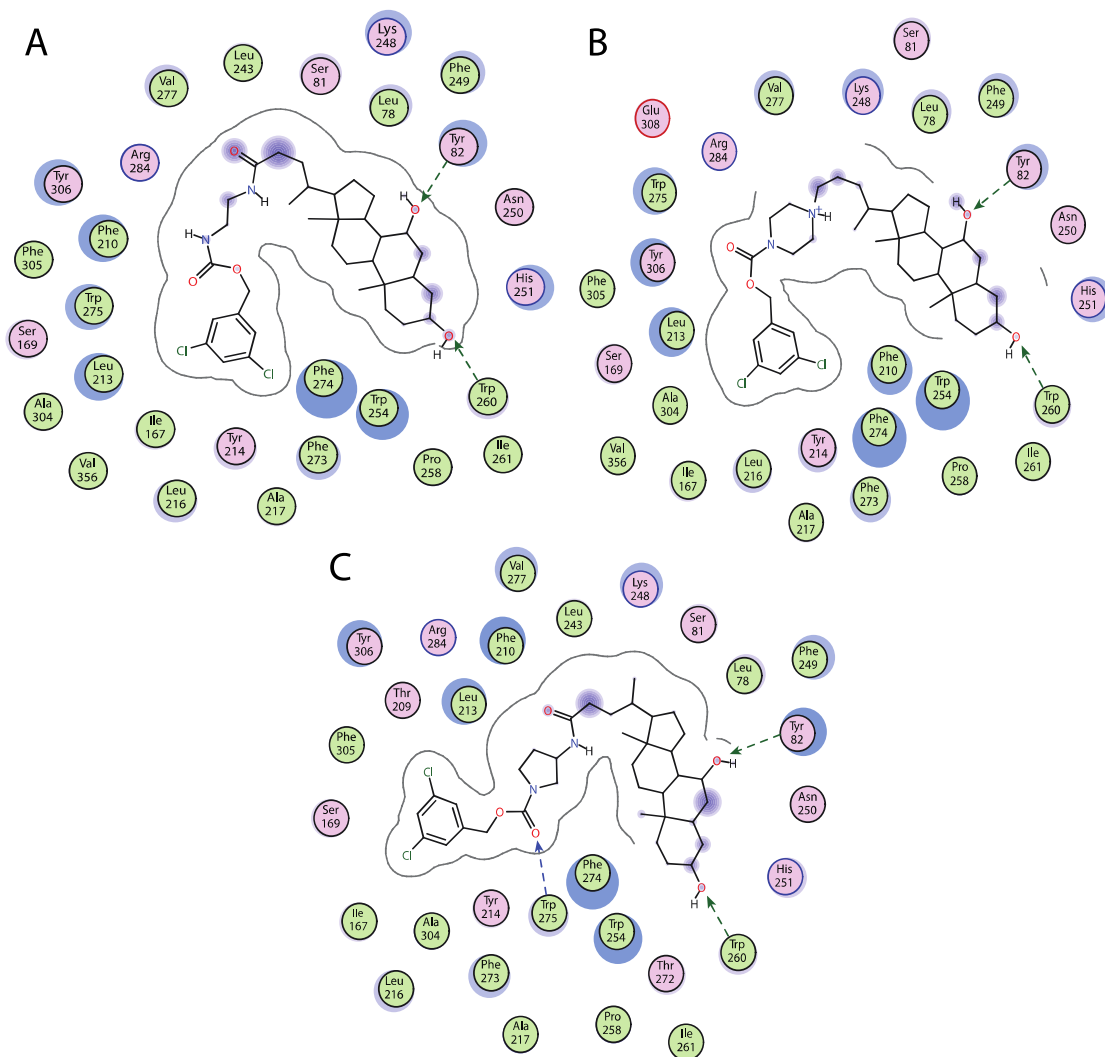 A
Lys
248
Leu
243
Ser
81
Phe
249
Val
277
Leu
78
Tyr
82
Arg
284
Tyr
306
O
N
H
H
O
Asn
250
Phe
210
H
N
Phe
305
O
O
His
251
Trp
275
Ser
169
Cl
O
H
Leu
213
Cl
Phe
274
Trp
260
Ala
304
Trp
254
Ile
167
Tyr
214
Phe
273
Ile
261
Pro
258
Val
356
Leu
216
Ala
217
B
Ser
81
Val
277
Lys
248
Leu
78
Phe
249
Glu
308
Arg
284
Tyr
82
Trp
275
H
O
N+
H
Asn
250
Tyr
306
O
N
O
Phe
305
His
251
Leu
213
O
H
Ser
169
Cl
Cl
Phe
210
Trp
254
Ala
304
Trp
260
Phe
274
Val
356
Tyr
214
Ile
261
Ile
167
Leu
216
Pro
258
Phe
273
Ala
217
C
Val
277
Lys
248
Leu
243
Ser
81
Arg
284
Tyr
306
Phe
210
Leu
78
Phe
249
Thr
209
Leu
213
O
Tyr
82
Phe
305
N
H
O
H
Cl
N
Asn
250
Ser
169
O
Cl
O
Phe
274
His
251
O
H
Tyr
214
Trp
275
Ile
167
Ala
304
Trp
254
Trp
260
Phe
273
Thr
272
Leu
216
Ala
217
Pro
258
Ile
261